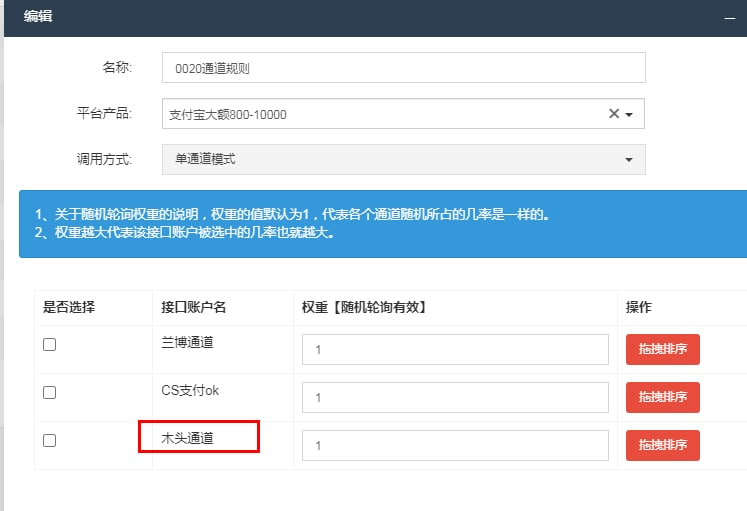 编辑
名称: 0020通道规则
平台产品: 支付宝大额800-10000
调用方式: 单通道模式
1、关于随机轮询权重的说明，权重的值默认为1，代表各个通道随机所占的几率是一样的。
2、权重越大代表该接口账户被选中的几率也就越大。
是否选择 接口账户名 权重【随机轮询有效】 操作
兰博通道 1 拖拽排序
CS支付ok 1 拖拽排序
木头通道 1 拖拽排序